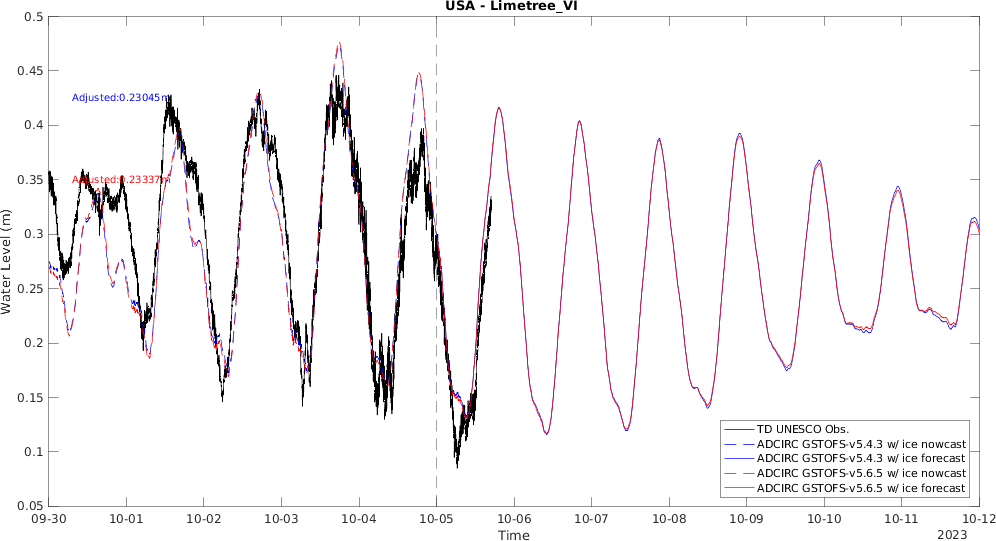 USA - Limetree_VI
0.5
0.45
0.4
0.35
0.3
0.25
0.2
0.15
0.1
0.05
Water Level (m)
Adjusted:0.23045m
Adjusted:0.23337m
TD UNESCO Obs.
ADCIRC GSTOFS-v5.4.3 w/ ice nowcast
ADCIRC GSTOFS-v5.4.3 w/ ice forecast
ADCIRC GSTOFS-v5.6.5 w/ ice nowcast
ADCIRC GSTOFS-v5.6.5 w/ ice forecast
09-30 10-01 10-02 10-03 10-04 10-05 10-06 10-07 10-08 10-09 10-10 10-11 10-12
Time
2023